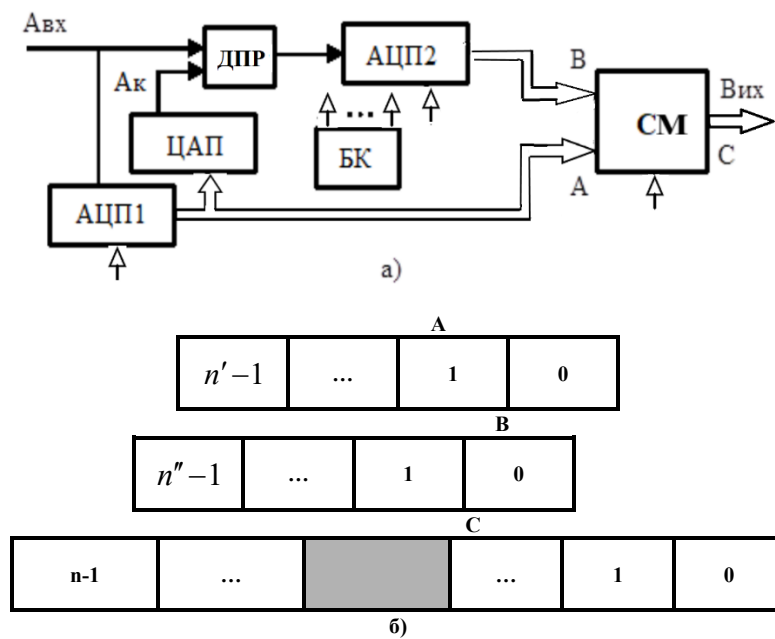 Авх
ДПР
АЦП2
Ак
В
Вих
ЦАП
...
БК
СМ
С
АЦП1
А
а)
А
n′ −1 ... 1 0
В
n″ −1 ... 1 0
С
n-1 ... ... 1 0
б)